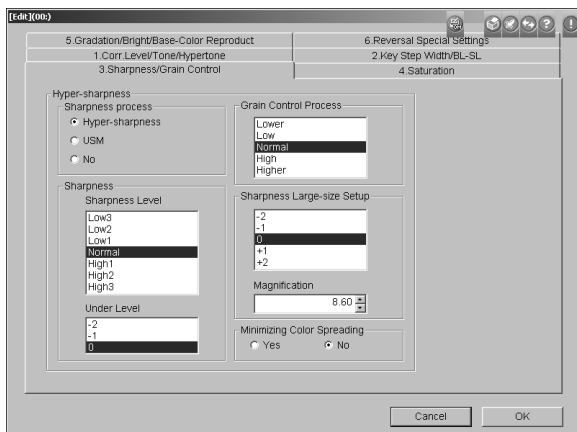 [Edit](00:)
5.Gradation/Bright/Base-Color Reproduct
6.Reversal Special Settings
1.Corr.Level/Tone/Hypertone
2.Key Step Width/BL-SL
3.Sharpness/Grain Control
4.Saturation
Hyper-sharpness
Sharpness process
Hyper-sharpness
USM
No
Sharpness
Sharpness Level
Low3
Low2
Low1
Normal
High1
High2
High3
Under Level
-2
-1
0
Grain Control Process
Lower
Low
Normal
High
Higher
Sharpness Large-size Setup
-2
-1
0
+1
+2
Magnification
8.60
Minimizing Color Spreading
Yes
No
Cancel
OK